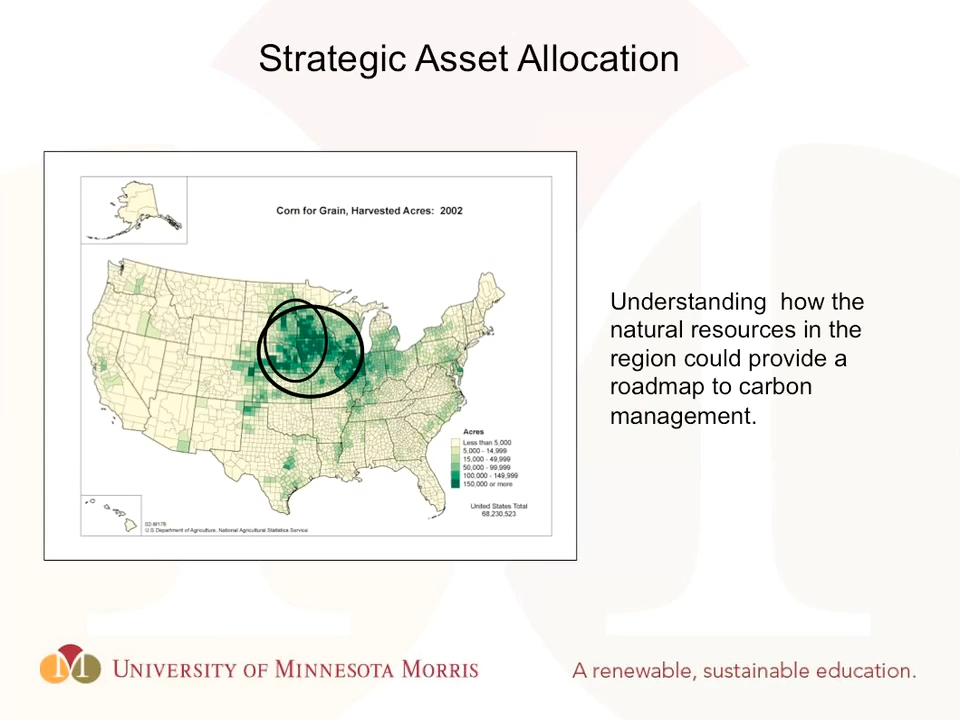 Strategic Asset Allocation
Corn for Grain, Harvested Acres: 2002
Understanding how the
natural resources in the
region could provide a
roadmap to carbon
management.
Acres
Less than 5,000
5,000 - 14,999
15,000 - 49,999
50,000 - 99,999
100,000 - 149,999
150,000 or more
United States Total
68,230,523
02-M178
U.S. Department of Agriculture, National Agricultural Statistics Service
M
UNIVERSITY OF MINNESOTA MORRIS
A renewable, sustainable education.